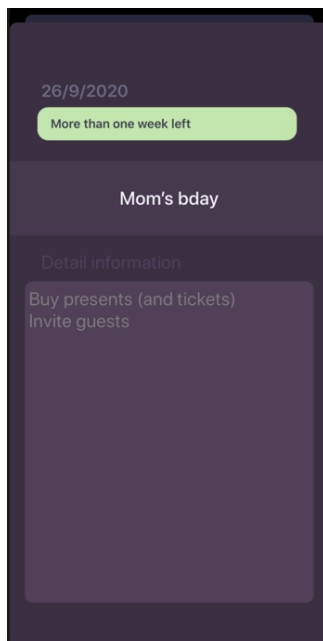 26/9/2020
More than one week left
Mom's bday
Detail information
Buy presents (and tickets)
Invite guests